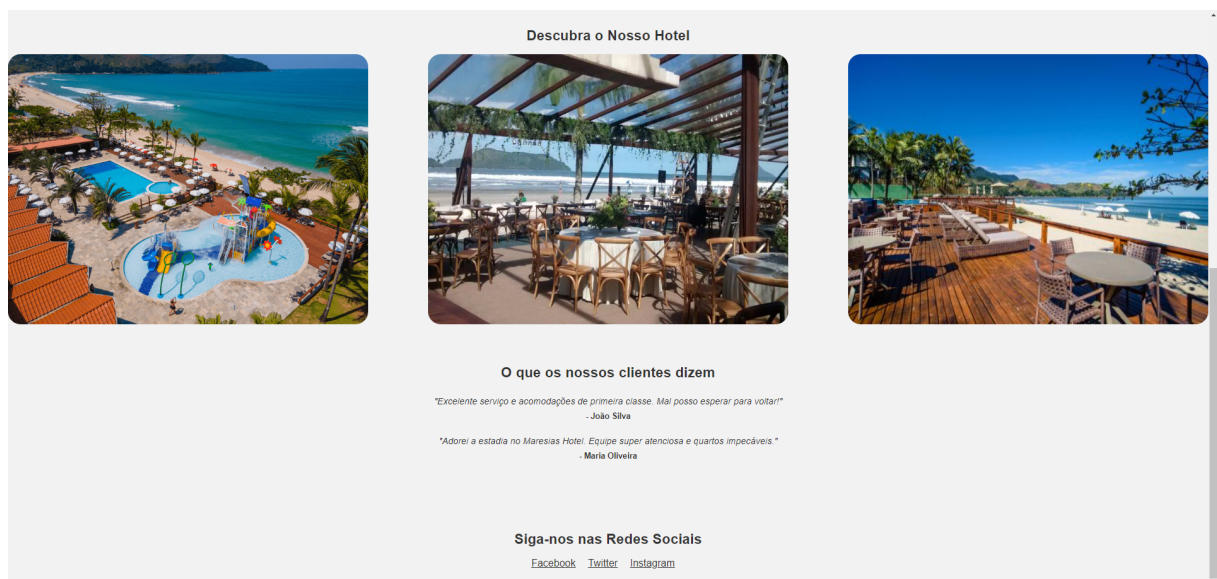 Descubra o Nosso Hotel
O que os nossos clientes dizem
"Excelente serviço e acomodações de primeira classe. Mal posso esperar para voltar!"
- João Silva
"Adorei a estadia no Maresias Hotel. Equipe super atenciosa e quartos impecáveis."
- Maria Oliveira
Siga-nos nas Redes Sociais
Facebook Twitter Instagram